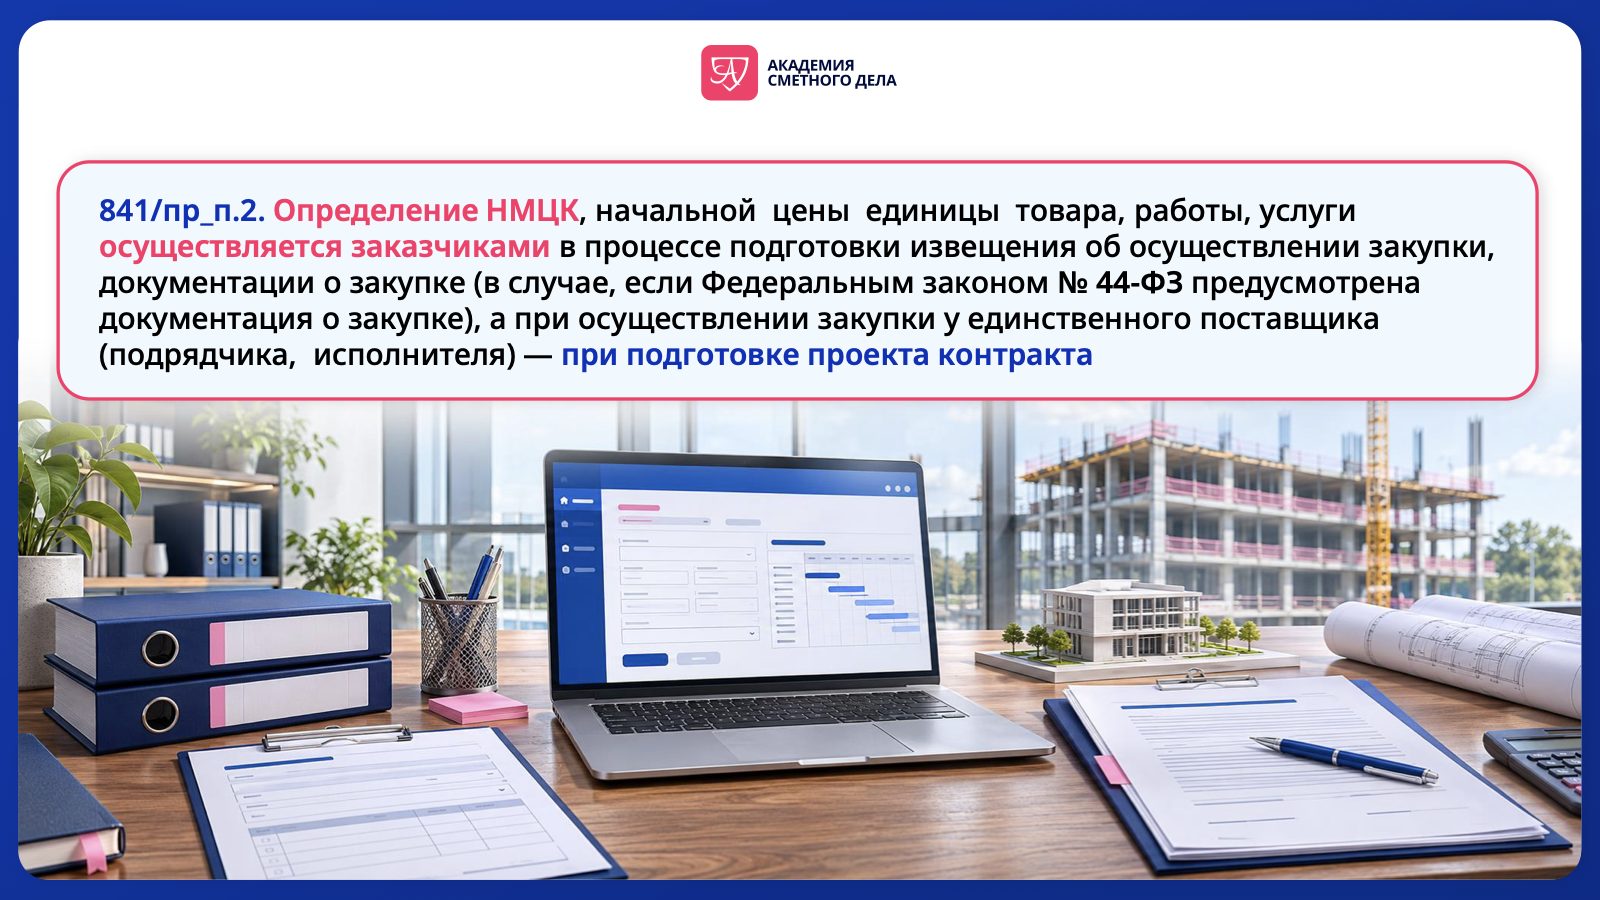 АКАДЕМИЯ
СМЕТНОГО ДЕЛА
841/пр_п.2. Определение НМЦК, начальной цены единицы товара, работы, услуги
осуществляется заказчиками в процессе подготовки извещения об осуществлении закупки,
документации о закупке (в случае, если Федеральным законом № 44-ФЗ предусмотрена
документация о закупке), а при осуществлении закупки у единственного поставщика
(подрядчика, исполнителя) — при подготовке проекта контракта